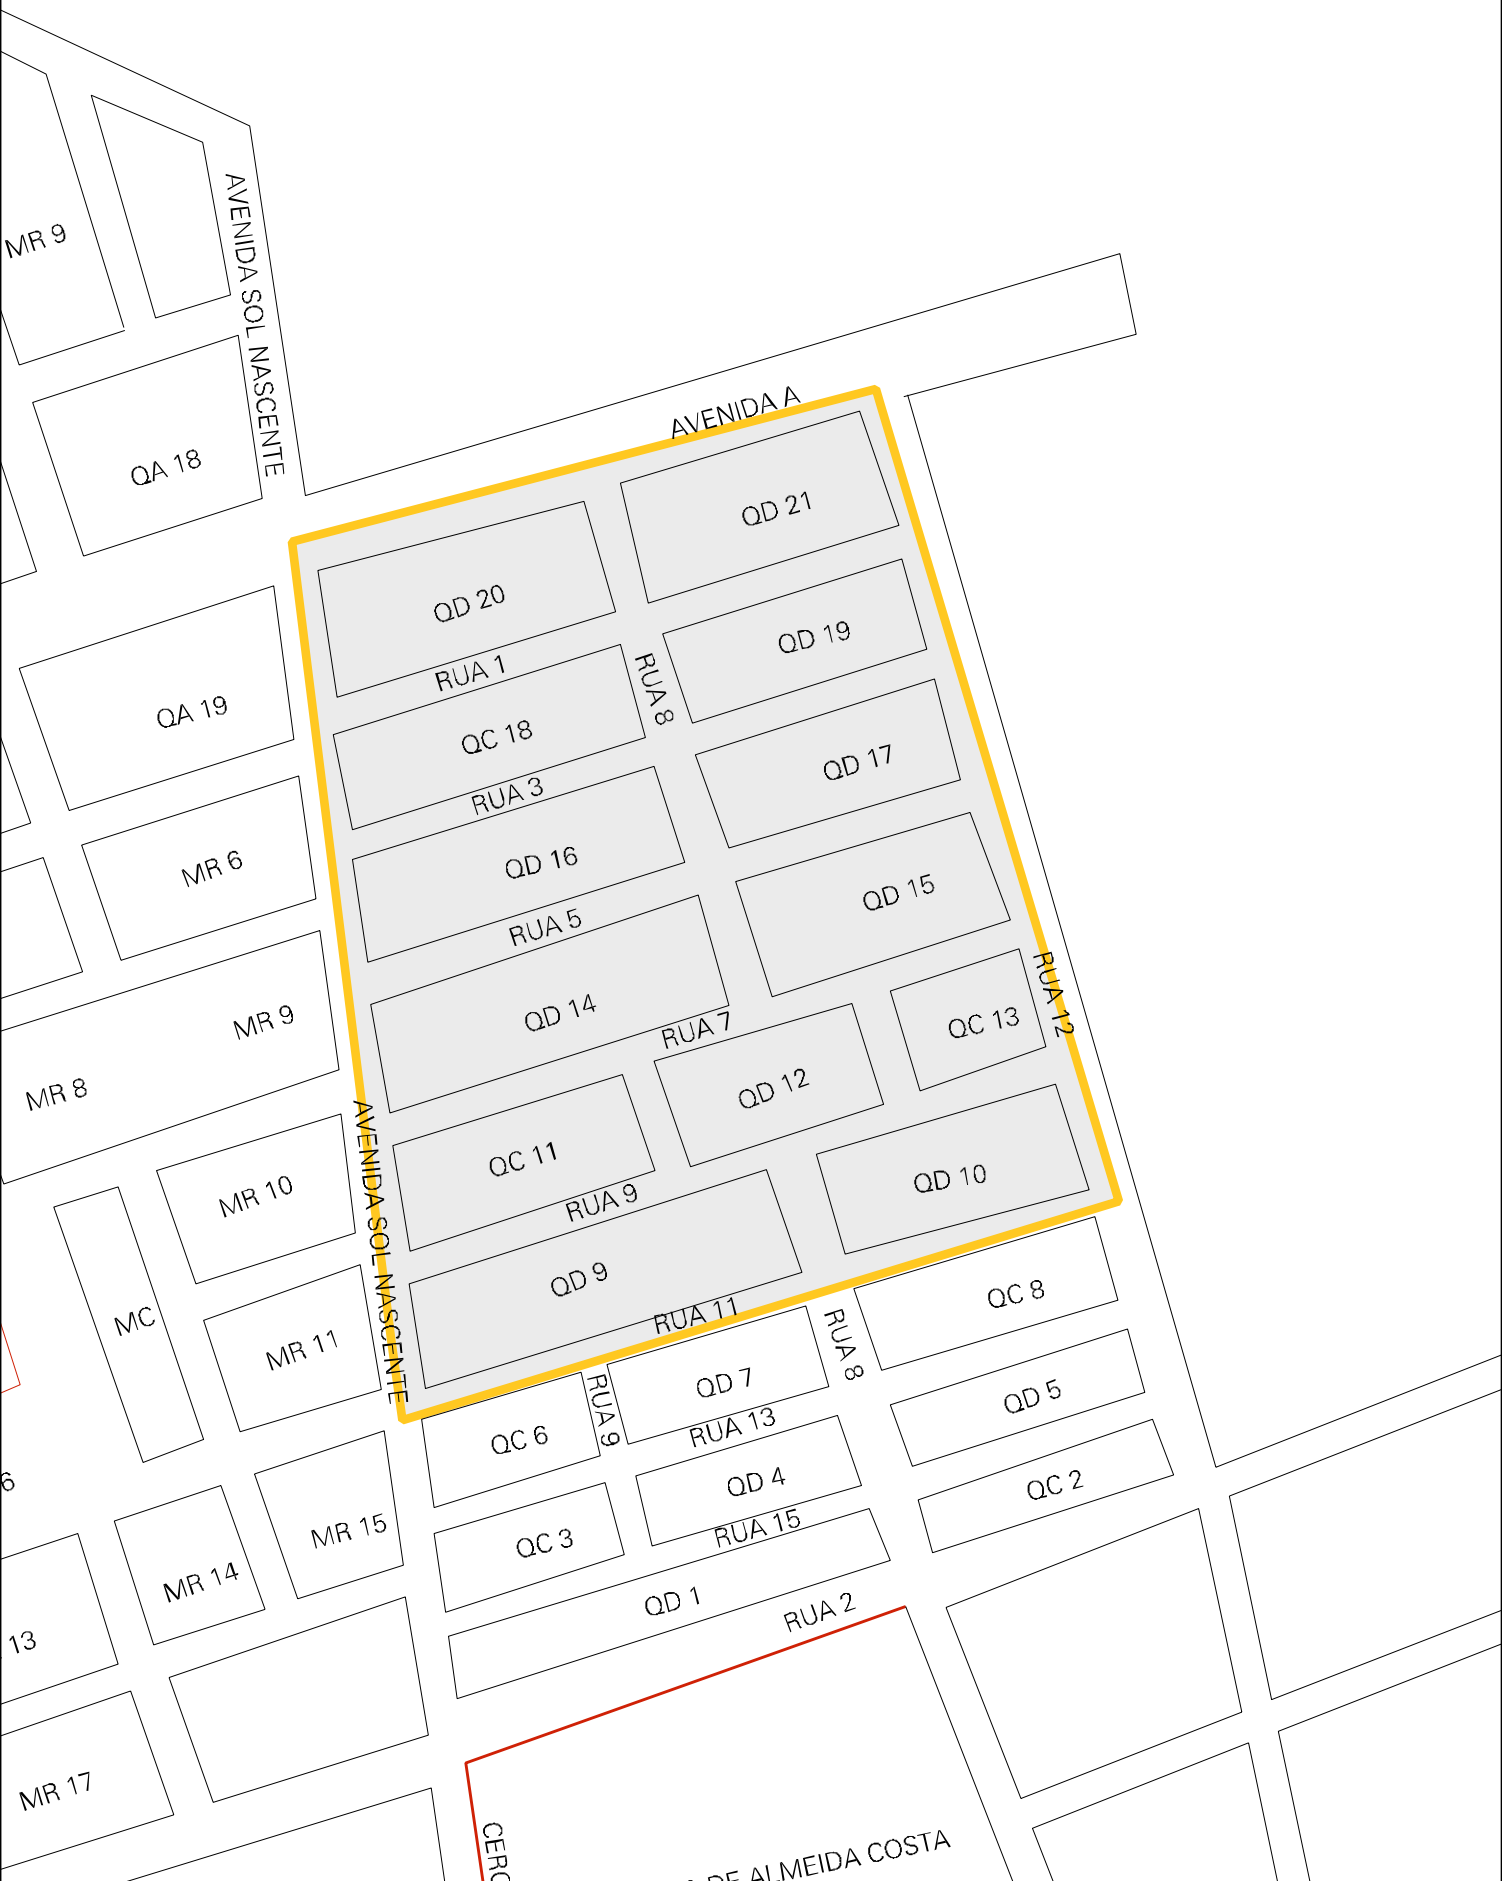 AVENIDA SOL NASCENTE
MR 9
AVENIDA A
QA 18
QD 21
QD 20
QD 19
RUA 1
RUA 8
QA 19
QC 18
QD 17
RUA 3
MR 6
QD 16
QD 15
RUA 5
MR 9
QD 14
RUA 7
QC 13
RUA 12
MR 8
QD 12
QC 11
MR 10
RUA 9
QD 10
AVENIDA SOL NASCENTE
QD 9
RUA 11
MC
MR 11
QC 8
RUA 8
QD 7
RUA 9
QD 5
QC 6
RUA 13
6
QD 4
QC 2
MR 15
QC 3
RUA 15
MR 14
QD 1
RUA 2
13
MR 17
CERC
DE ALMEIDA COSTA